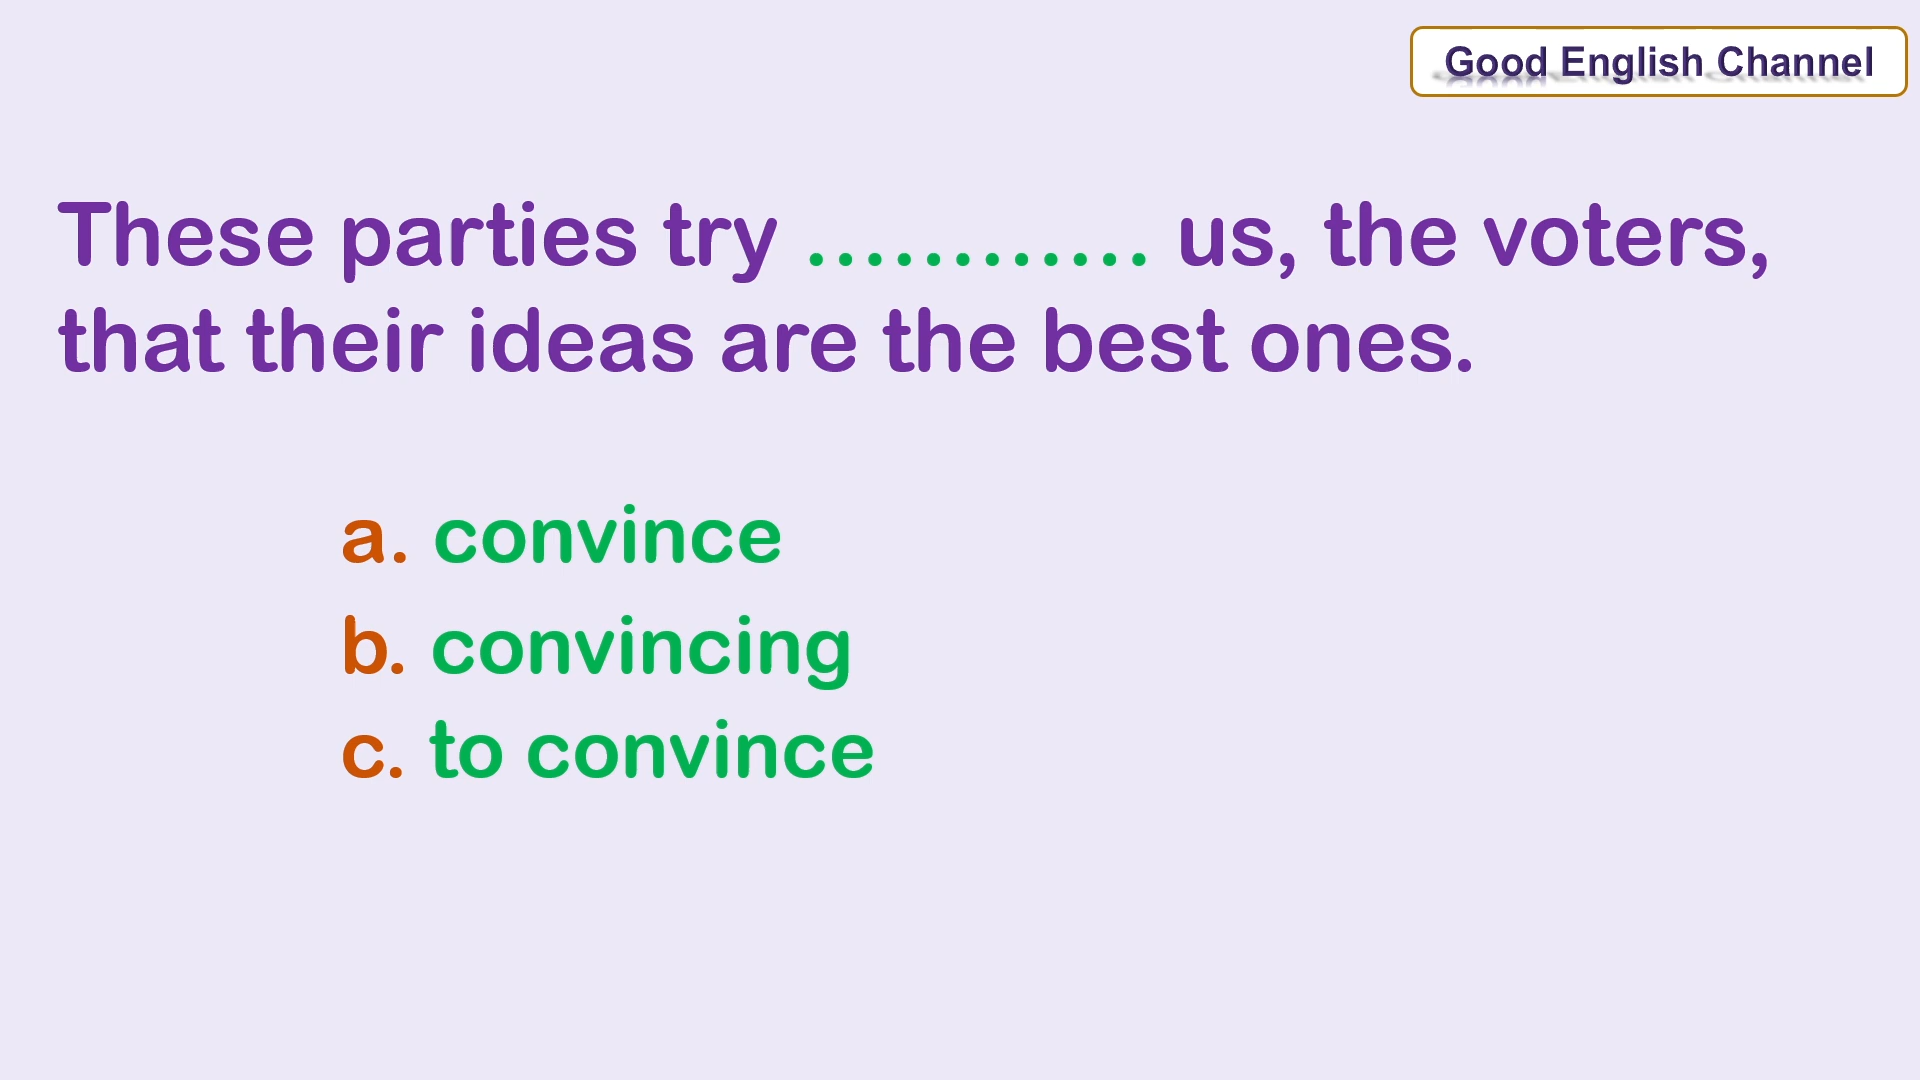 Good English Channel
These parties try ………… us, the voters,
that their ideas are the best ones.
a. convince
b. convincing
c. to convince